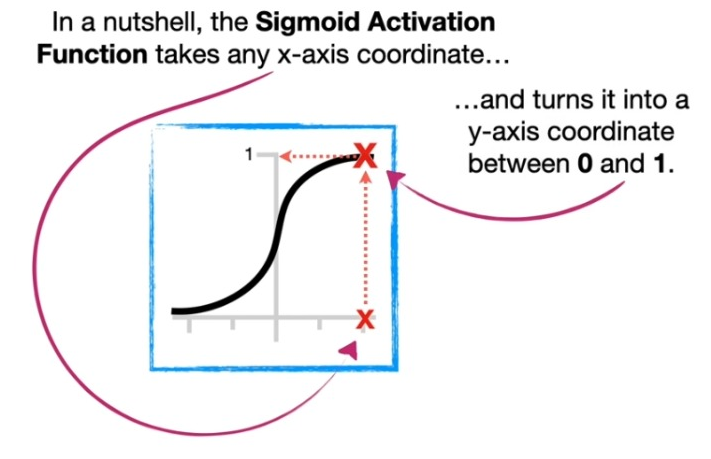 In a nutshell, the Sigmoid Activation
Function takes any x-axis coordinate…
…and turns it into a
y-axis coordinate
between 0 and 1.
1
X
X